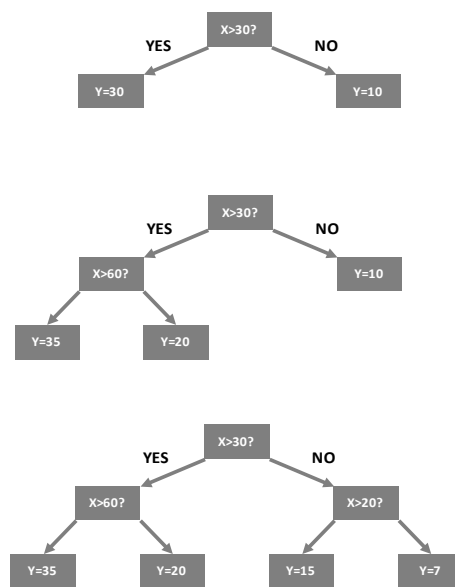 X>30?
YES NO
Y=30 Y=10
X>30?
YES NO
X>60? Y=10
Y=35 Y=20
X>30?
YES NO
X>60? X>20?
Y=35 Y=20 Y=15 Y=7